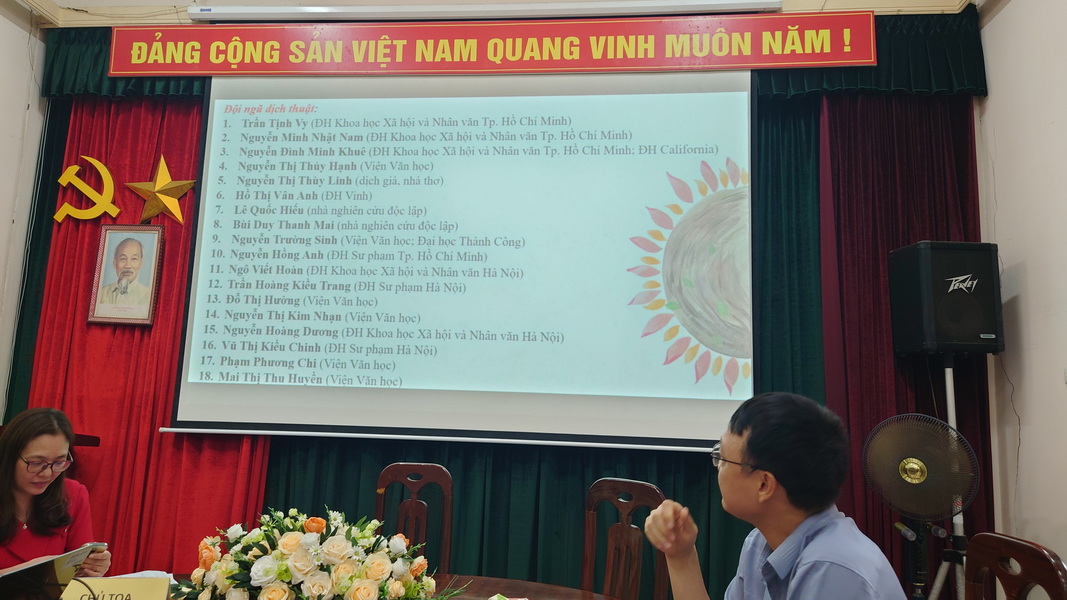 ĐẢNG CỘNG SẢN VIỆT NAM QUANG VINH MUÔN NĂM !
Đội ngũ dịch thuật:
1. Trần Tịnh Vy (ĐH Khoa học Xã hội và Nhân văn Tp. Hồ Chí Minh)
2. Nguyễn Minh Nhật Nam (ĐH Khoa học Xã hội và Nhân văn Tp. Hồ Chí Minh)
3. Nguyễn Đình Minh Khuê (ĐH Khoa học Xã hội và Nhân văn Tp. Hồ Chí Minh; ĐH California)
4. Nguyễn Thị Thúy Hạnh (Viện Văn học)
5. Nguyễn Thị Thùy Linh (dịch giả, nhà thơ)
6. Hồ Thị Vân Anh (ĐH Vinh)
7. Lê Quốc Hiếu (nhà nghiên cứu độc lập)
8. Bùi Duy Thanh Mai (nhà nghiên cứu độc lập)
9. Nguyễn Trường Sinh (Viện Văn học; Đại học Thành Công)
10. Nguyễn Hồng Anh (ĐH Sư phạm Tp. Hồ Chí Minh)
11. Ngô Viết Hoàn (ĐH Khoa học Xã hội và Nhân văn Hà Nội)
12. Trần Hoàng Kiều Trang (ĐH Sư phạm Hà Nội)
13. Đỗ Thị Hường (Viện Văn học)
14. Nguyễn Thị Kim Nhạn (Viện Văn học)
15. Nguyễn Hoàng Dương (ĐH Khoa học Xã hội và Nhân văn Hà Nội)
16. Vũ Thị Kiều Chinh (ĐH Sư phạm Hà Nội)
17. Phạm Phương Chi (Viện Văn học)
18. Mai Thị Thu Huyền (Viện Văn học)
PEAVEY
CHỦ TỌA